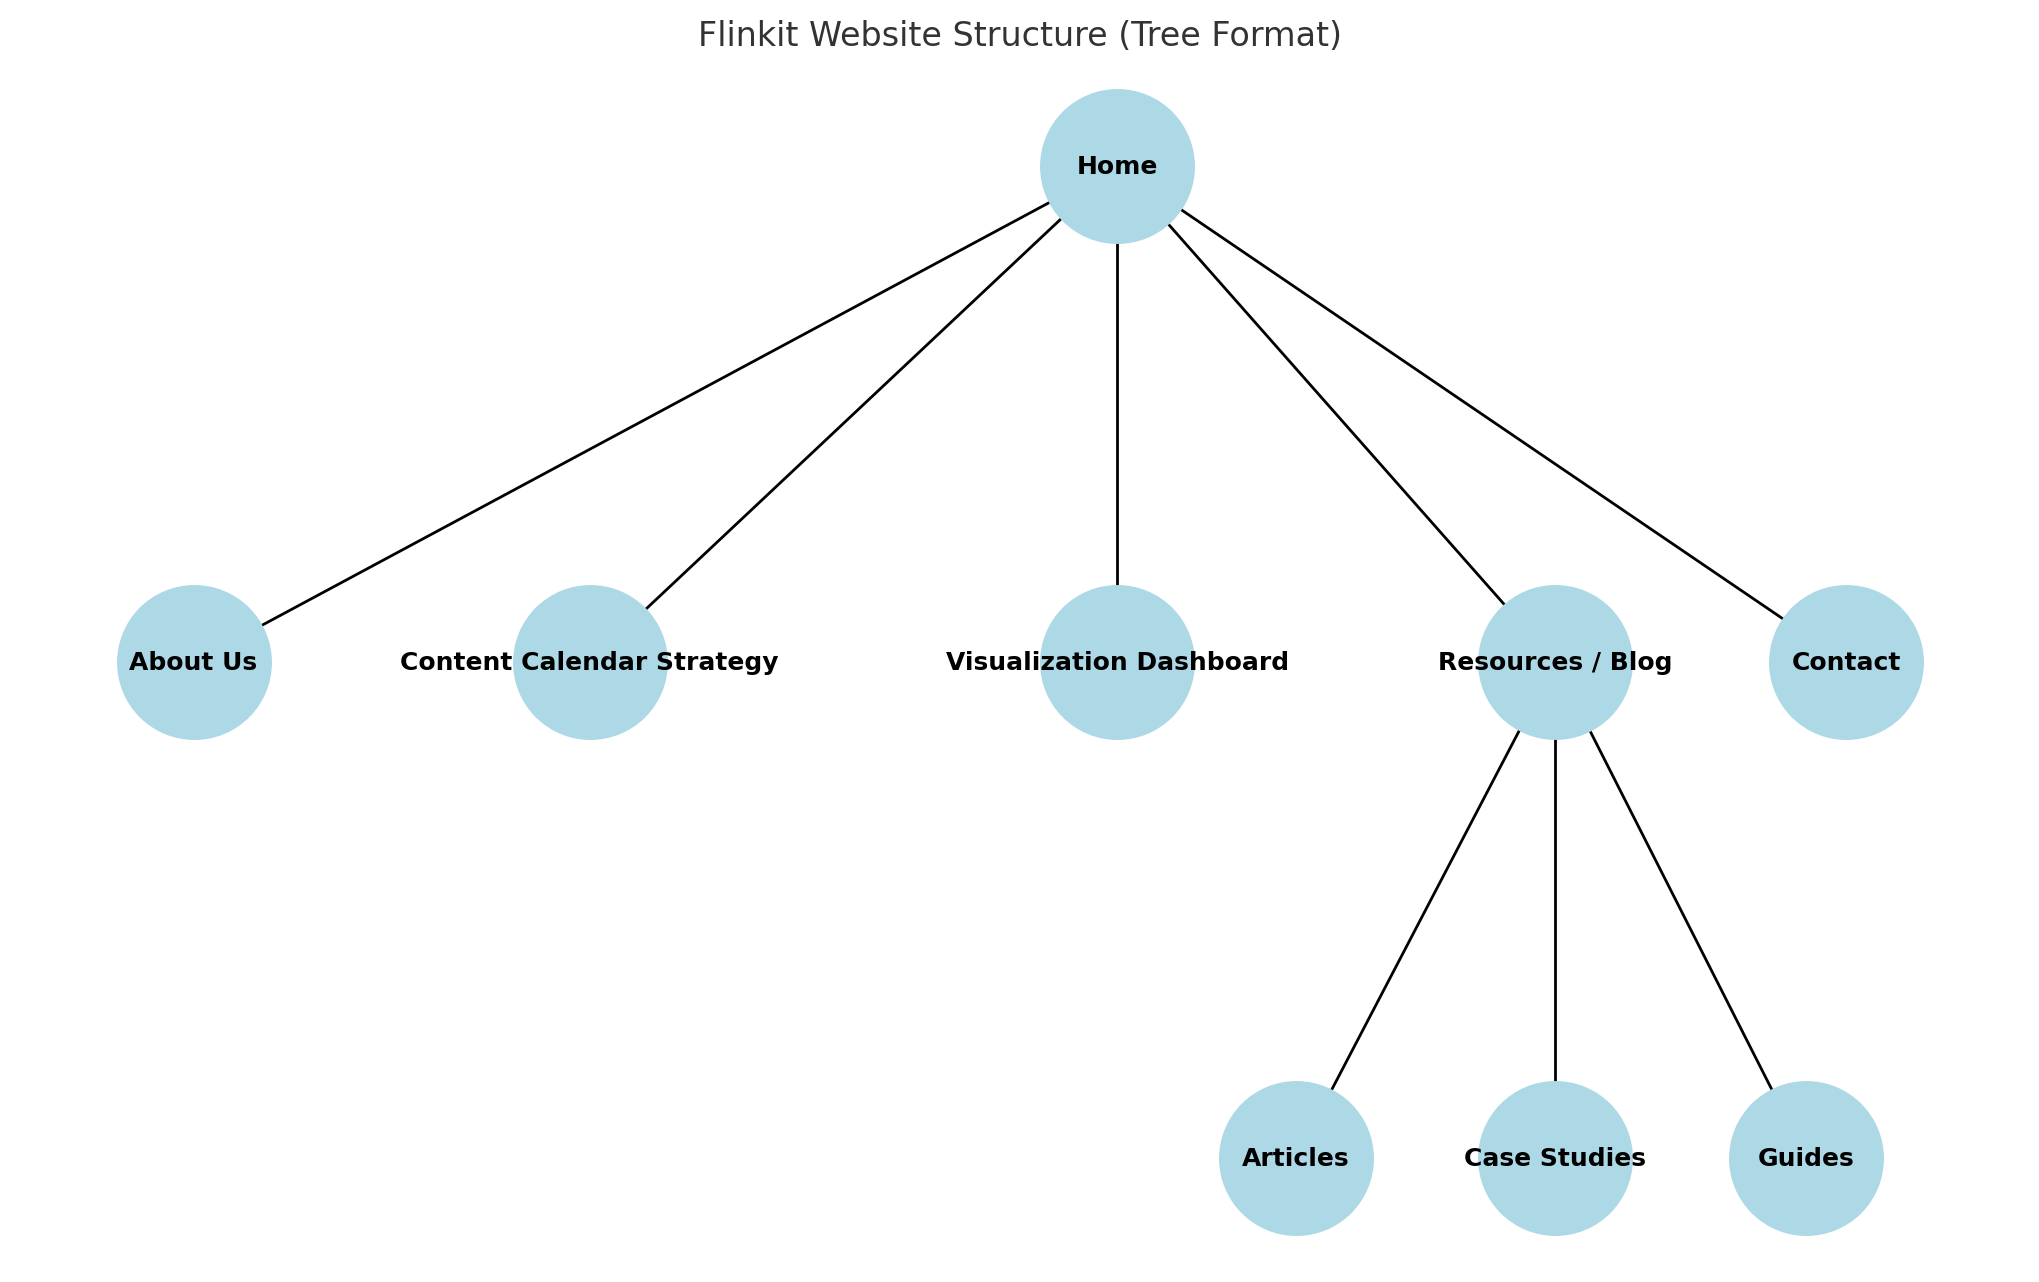 Flinkit Website Structure (Tree Format)
Home
About Us
Content Calendar Strategy
Visualization Dashboard
Resources / Blog
Contact
Articles
Case Studies
Guides